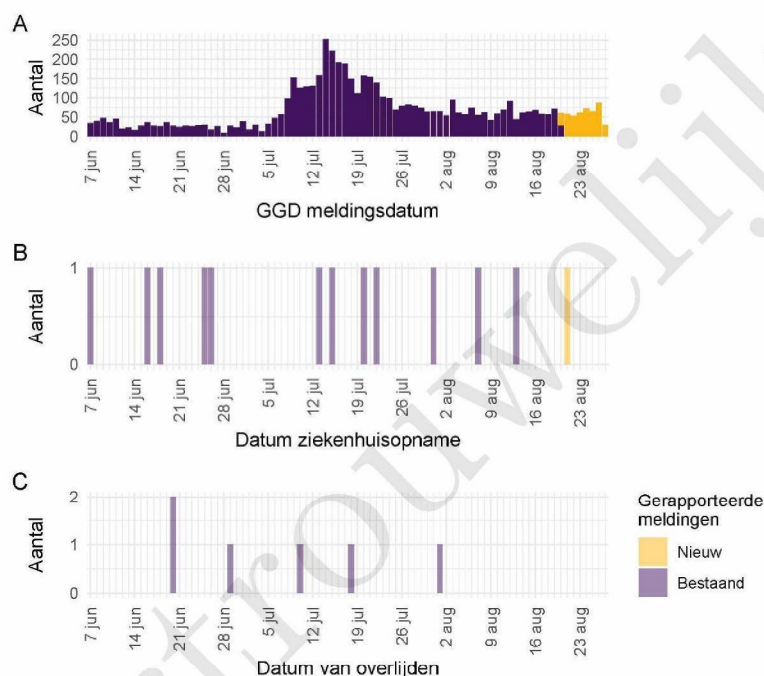 A
Aantal
250
200
150
100
50
0
7 jun
14 jun
21 jun
28 jun
5 jul
12 jul
19 jul
26 jul
2 aug
9 aug
16 aug
23 aug
GGD meldingsdatum
B
Aantal
1
0
7 jun
14 jun
21 jun
28 jun
5 jul
12 jul
19 jul
26 jul
2 aug
9 aug
16 aug
23 aug
Datum ziekenhuisopname
C
Aantal
2
1
0
7 jun
14 jun
21 jun
28 jun
5 jul
12 jul
19 jul
26 jul
2 aug
9 aug
16 aug
23 aug
Datum van overlijden
Gerapporteerde
meldingen
Nieuw
Bestaand